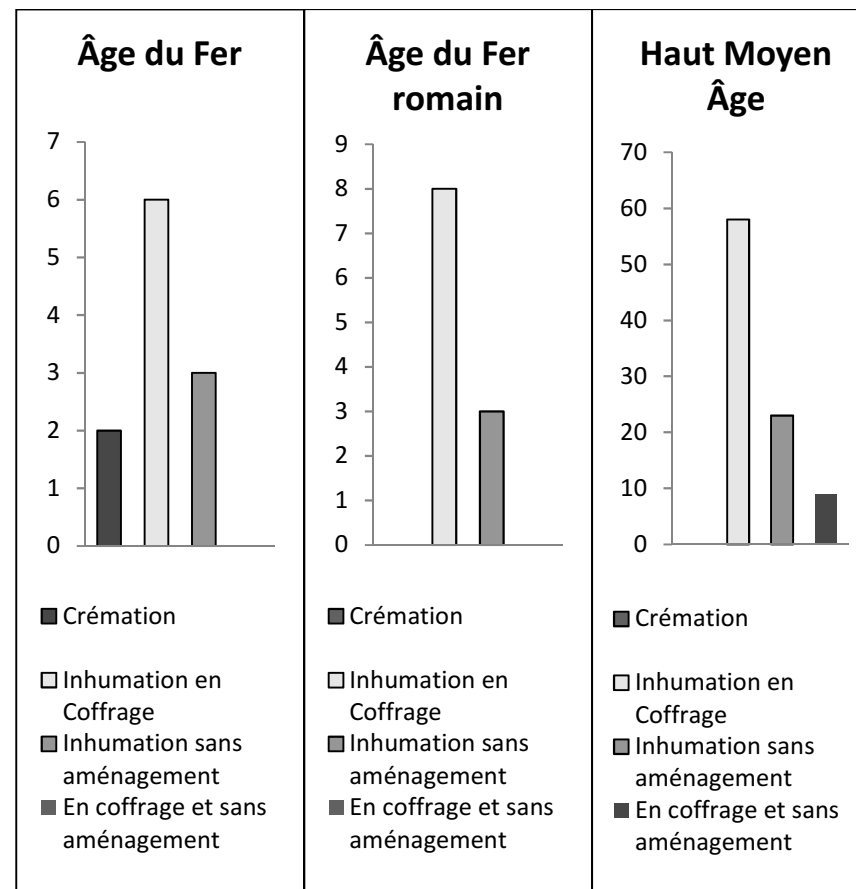 Âge du Fer
7
6
5
4
3
2
1
0
Crémation
Inhumation en
Coffrage
Inhumation sans
aménagement
En coffrage et sans
aménagement
Âge du Fer
romain
9
8
7
6
5
4
3
2
1
0
Crémation
Inhumation en
Coffrage
Inhumation sans
aménagement
En coffrage et sans
aménagement
Haut Moyen
Âge
70
60
50
40
30
20
10
0
Crémation
Inhumation en
Coffrage
Inhumation sans
aménagement
En coffrage et sans
aménagement